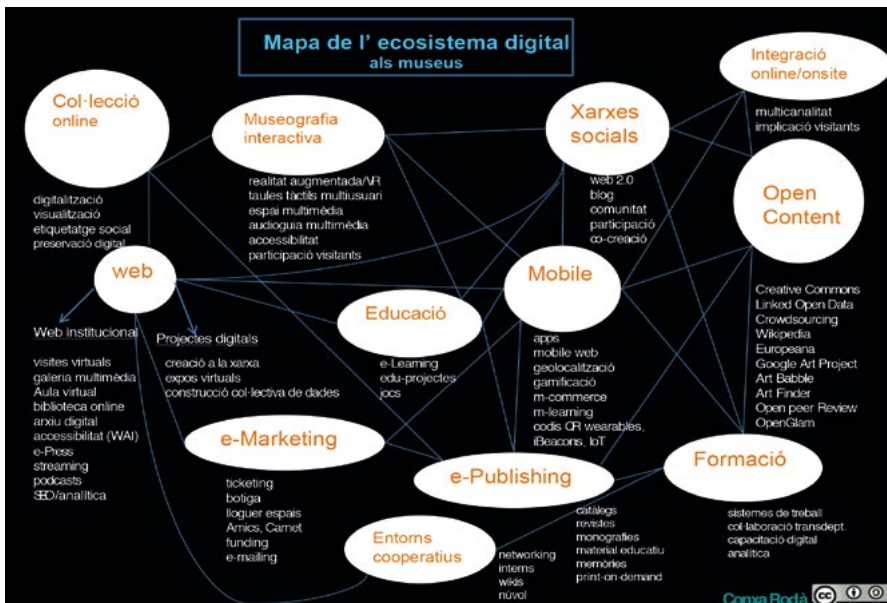 Mapa de l' ecosistema digital
als museus
Col·lecció
online
digitalització
visualització
etiquetatge social
preservació digital
Museografia
interactiva
realitat augmentada/VR
taules tàctils multiusuari
espai multimèdia
audioguia multimèdia
accessibilitat
participació visitants
Xarxes
socials
web 2.0
blog
comunitat
participació
co-creació
Integració
online/onsite
multicanalitat
implicació visitants
Open
Content
Creative Commons
Linked Open Data
Crowdsourcing
Wikipedia
Europeana
Google Art Project
Art Babble
Art Finder
Open peer Review
OpenGlam
web
Web institucional
visites virtuals
galeria multimèdia
Aula virtual
biblioteca online
arxiu digital
accessibilitat (WAI)
e-Press
streaming
podcasts
SEO/analítica
Projectes digitals
creació a la xarxa
expos virtuals
construcció col·lectiva de dades
Educació
e-Learning
edu-projectes
jocs
Mobile
apps
mobile web
geolocalització
gamificació
m-commerce
m-learning
codis QR wearables,
iBeacons, IoT
e-Marketing
ticketing
botiga
lloguer espais
Amics, Carnet
funding
e-mailing
e-Publishing
catàlegs
revistes
monografies
material educatiu
memòries
print-on-demand
Formació
sistemes de treball
col·laboració transdept.
capacitació digital
analítica
Entorns
cooperatius
networking
interns
wikis
núvol
Conxa Rodà
cc